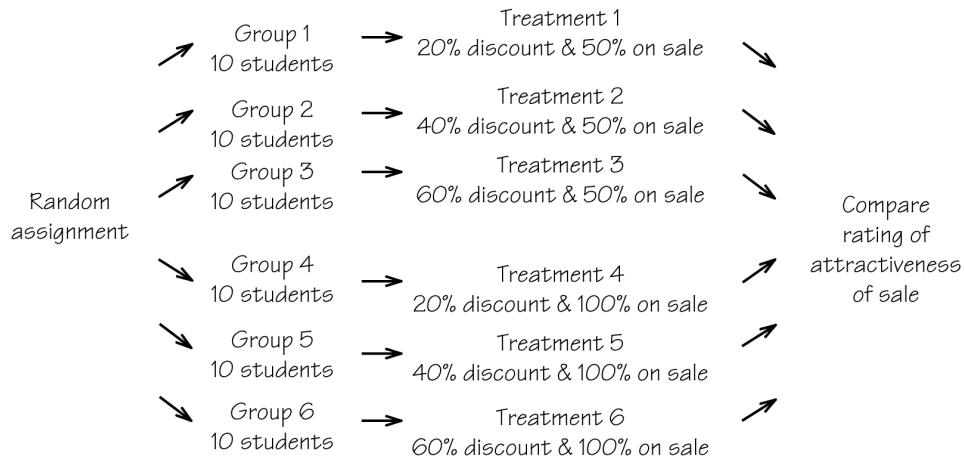 Random
assignment
Group 1
10 students
Treatment 1
20% discount & 50% on sale
Group 2
10 students
Treatment 2
40% discount & 50% on sale
Group 3
10 students
Treatment 3
60% discount & 50% on sale
Group 4
10 students
Treatment 4
20% discount & 100% on sale
Group 5
10 students
Treatment 5
40% discount & 100% on sale
Group 6
10 students
Treatment 6
60% discount & 100% on sale
Compare
rating of
attractiveness
of sale